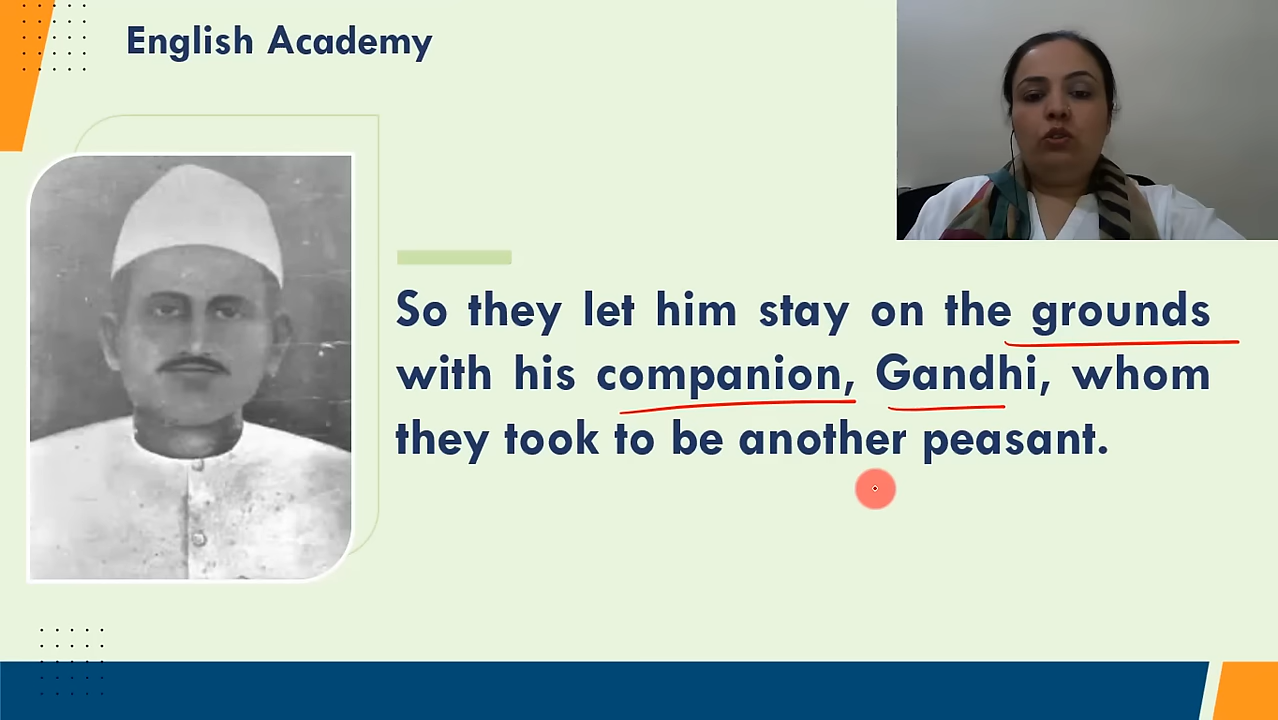 English Academy
So they let him stay on the grounds
with his companion, Gandhi, whom
they took to be another peasant.